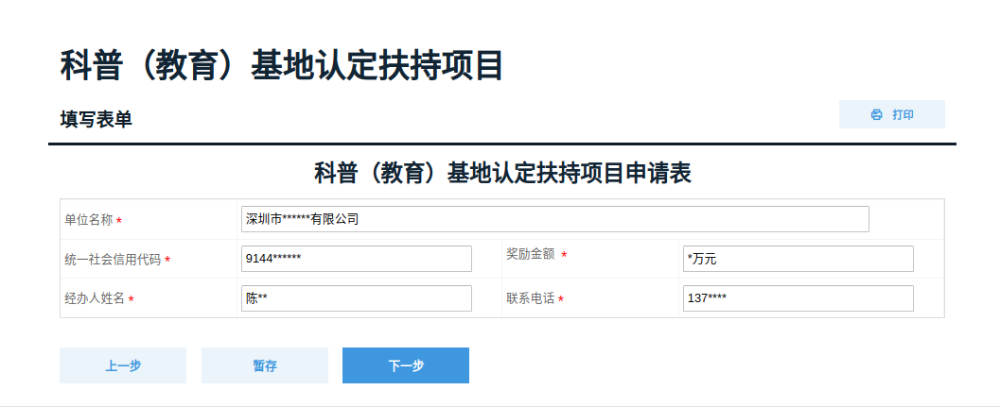 科普（教育）基地认定扶持项目
填写表单
打印
科普（教育）基地认定扶持项目申请表
单位名称 * 深圳市******有限公司
统一社会信用代码 * 9144****** 奖励金额 * *万元
经办人姓名 * 陈** 联系电话 * 137****
上一步 暂存 下一步